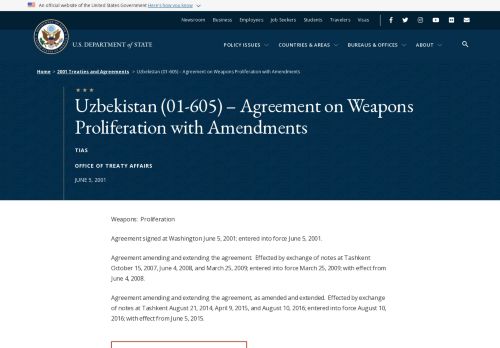 An official website of the United States Government Here's how you know
Newsroom Business Employers Job Seekers Students Travelers Visas
U.S. DEPARTMENT of STATE
POLICY ISSUES COUNTRIES & AREAS BUREAUS & OFFICES ABOUT
Home > 2001 Treaties and Agreements > Uzbekistan (01-605) – Agreement on Weapons Proliferation with Amendments
Uzbekistan (01-605) – Agreement on Weapons
Proliferation with Amendments
TIAS
OFFICE OF TREATY AFFAIRS
JUNE 5, 2001
Weapons: Proliferation
Agreement signed at Washington June 5, 2001; entered into force June 5, 2001.
Agreement amending and extending the agreement. Effected by exchange of notes at Tashkent
October 15, 2007, June 4, 2008, and March 25, 2009; entered into force March 25, 2009; with effect from
June 4, 2008.
Agreement amending and extending the agreement, as amended and extended. Effected by exchange
of notes at Tashkent August 21, 2014, April 9, 2015, and August 10, 2016; entered into force August 10,
2016; with effect from June 5, 2015.